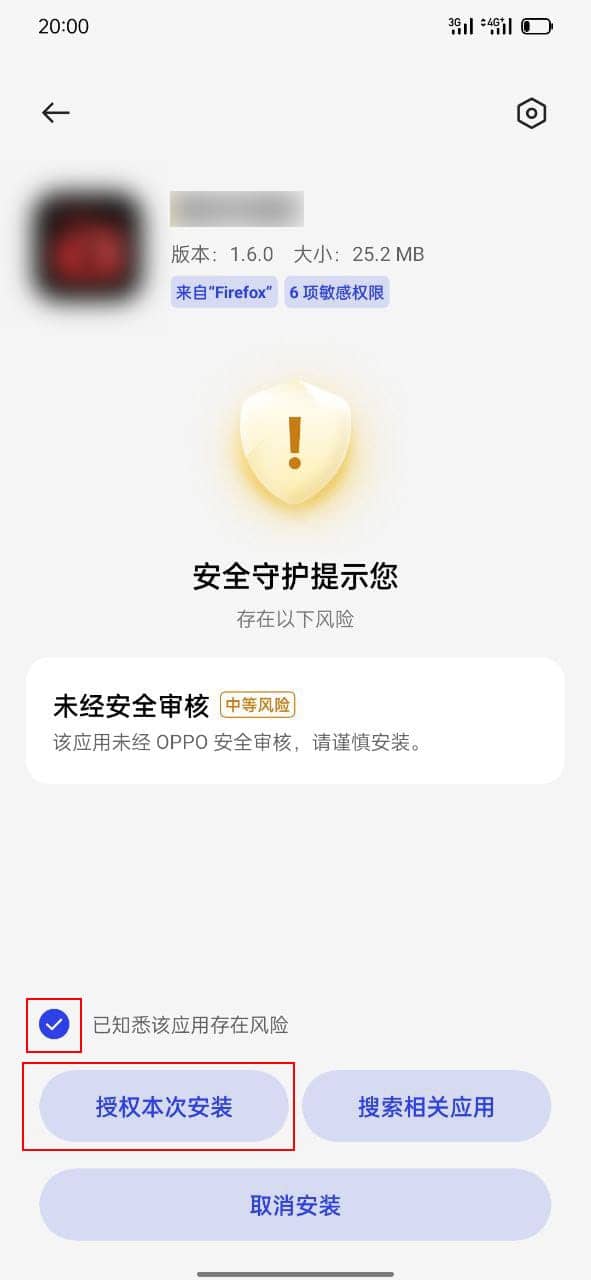 20:00
3G 4G+
版本：1.6.0 大小：25.2 MB
来自“Firefox” 6 项敏感权限
安全守护提示您
存在以下风险
未经安全审核 中等风险
该应用未经 OPPO 安全审核，请谨慎安装。
已知悉该应用存在风险
授权本次安装 搜索相关应用
取消安装